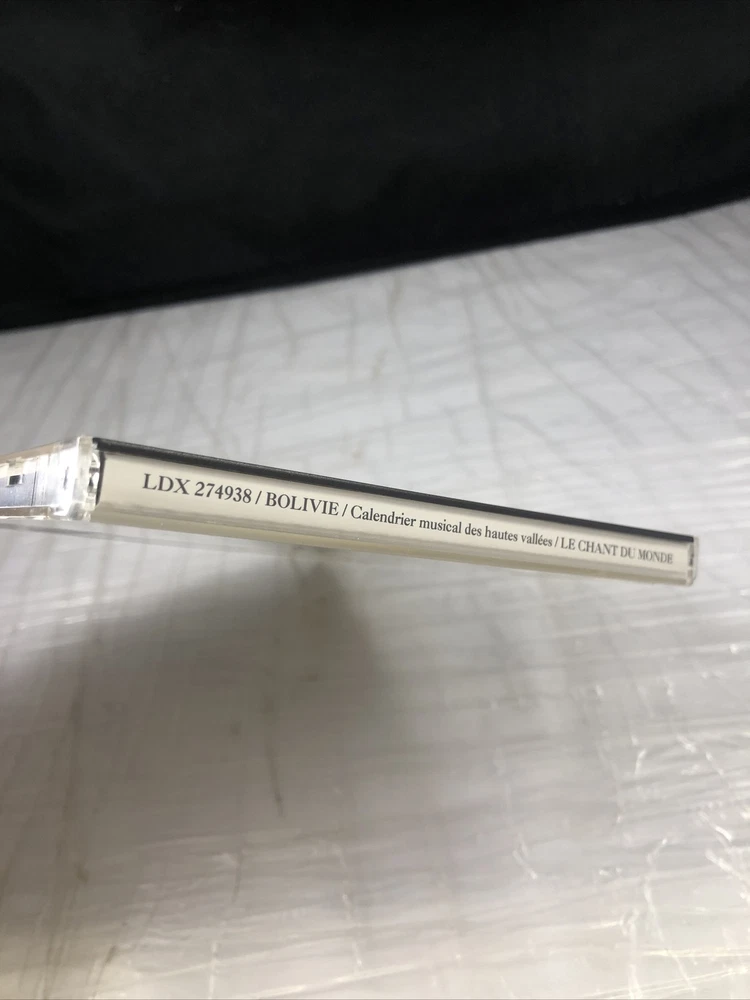 LDX 274938 / BOLIVIE / Calendrier musical des hautes vallées / LE CHANT DU MONDE